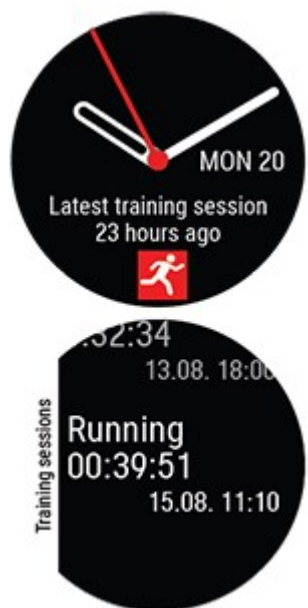 MON 20
Latest training session
23 hours ago
:32:34
13.08. 18:00
Training sessions
Running
00:39:51
15.08. 11:10